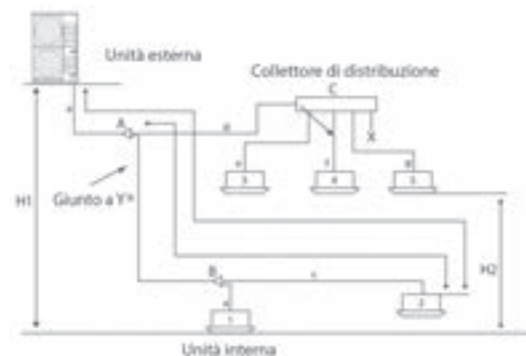 Unità esterna
Collettore di distribuzione
C
a
A
d
X
e
f
g
3
4
5
H1
Giunto a Y*
H2
B
c
2
1
Unità interna